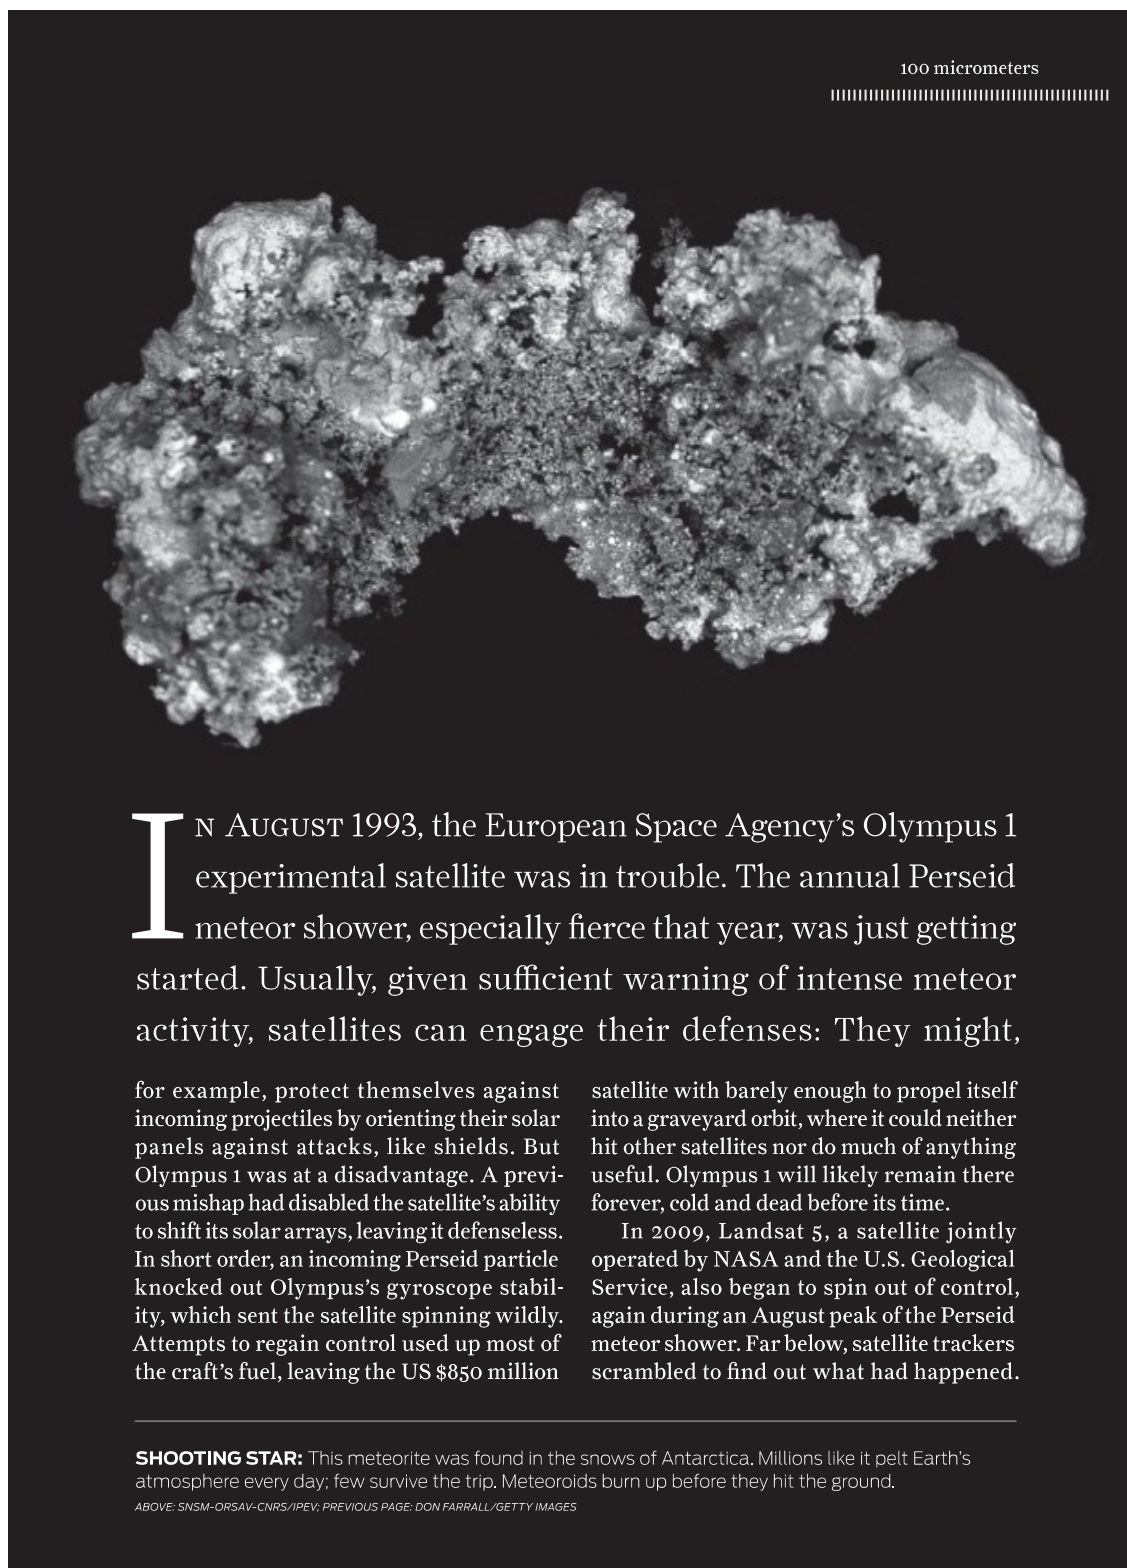 100 micrometers
IN AUGUST 1993, the European Space Agency’s Olympus 1
experimental satellite was in trouble. The annual Perseid
meteor shower, especially fierce that year, was just getting
started. Usually, given sufficient warning of intense meteor
activity, satellites can engage their defenses: They might,
for example, protect themselves against
incoming projectiles by orienting their solar
panels against attacks, like shields. But
Olympus 1 was at a disadvantage. A previ-
ous mishap had disabled the satellite’s ability
to shift its solar arrays, leaving it defenseless.
In short order, an incoming Perseid particle
knocked out Olympus’s gyroscope stabil-
ity, which sent the satellite spinning wildly.
Attempts to regain control used up most of
the craft’s fuel, leaving the US $850 million
satellite with barely enough to propel itself
into a graveyard orbit, where it could neither
hit other satellites nor do much of anything
useful. Olympus 1 will likely remain there
forever, cold and dead before its time.
In 2009, Landsat 5, a satellite jointly
operated by NASA and the U.S. Geological
Service, also began to spin out of control,
again during an August peak of the Perseid
meteor shower. Far below, satellite trackers
scrambled to find out what had happened.
SHOOTING STAR: This meteorite was found in the snows of Antarctica. Millions like it pelt Earth’s
atmosphere every day; few survive the trip. Meteoroids burn up before they hit the ground.
ABOVE: SNSM-ORSAV-CNRS/IPEV; PREVIOUS PAGE: DON FARRALL/GETTY IMAGES